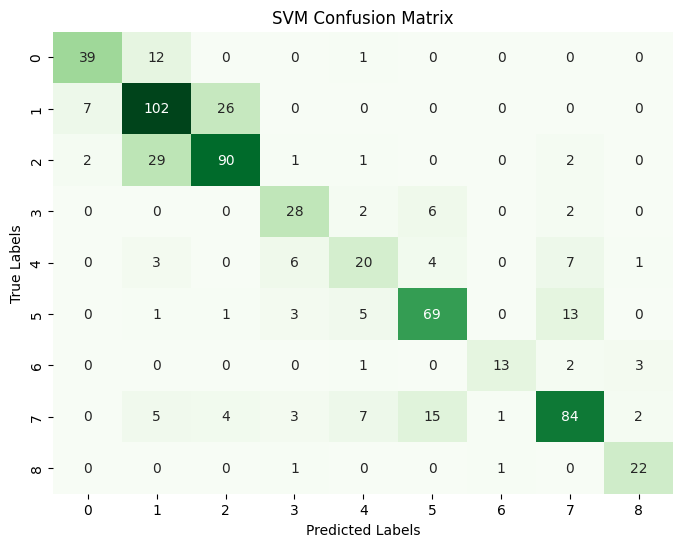 SVM Confusion Matrix
True Labels
0 39 12 0 0 1 0 0 0 0
1 7 102 26 0 0 0 0 0 0
2 2 29 90 1 1 0 0 2 0
3 0 0 0 28 2 6 0 2 0
4 0 3 0 6 20 4 0 7 1
5 0 1 1 3 5 69 0 13 0
6 0 0 0 0 1 0 13 2 3
7 0 5 4 3 7 15 1 84 2
8 0 0 0 1 0 0 1 0 22
0 1 2 3 4 5 6 7 8
Predicted Labels